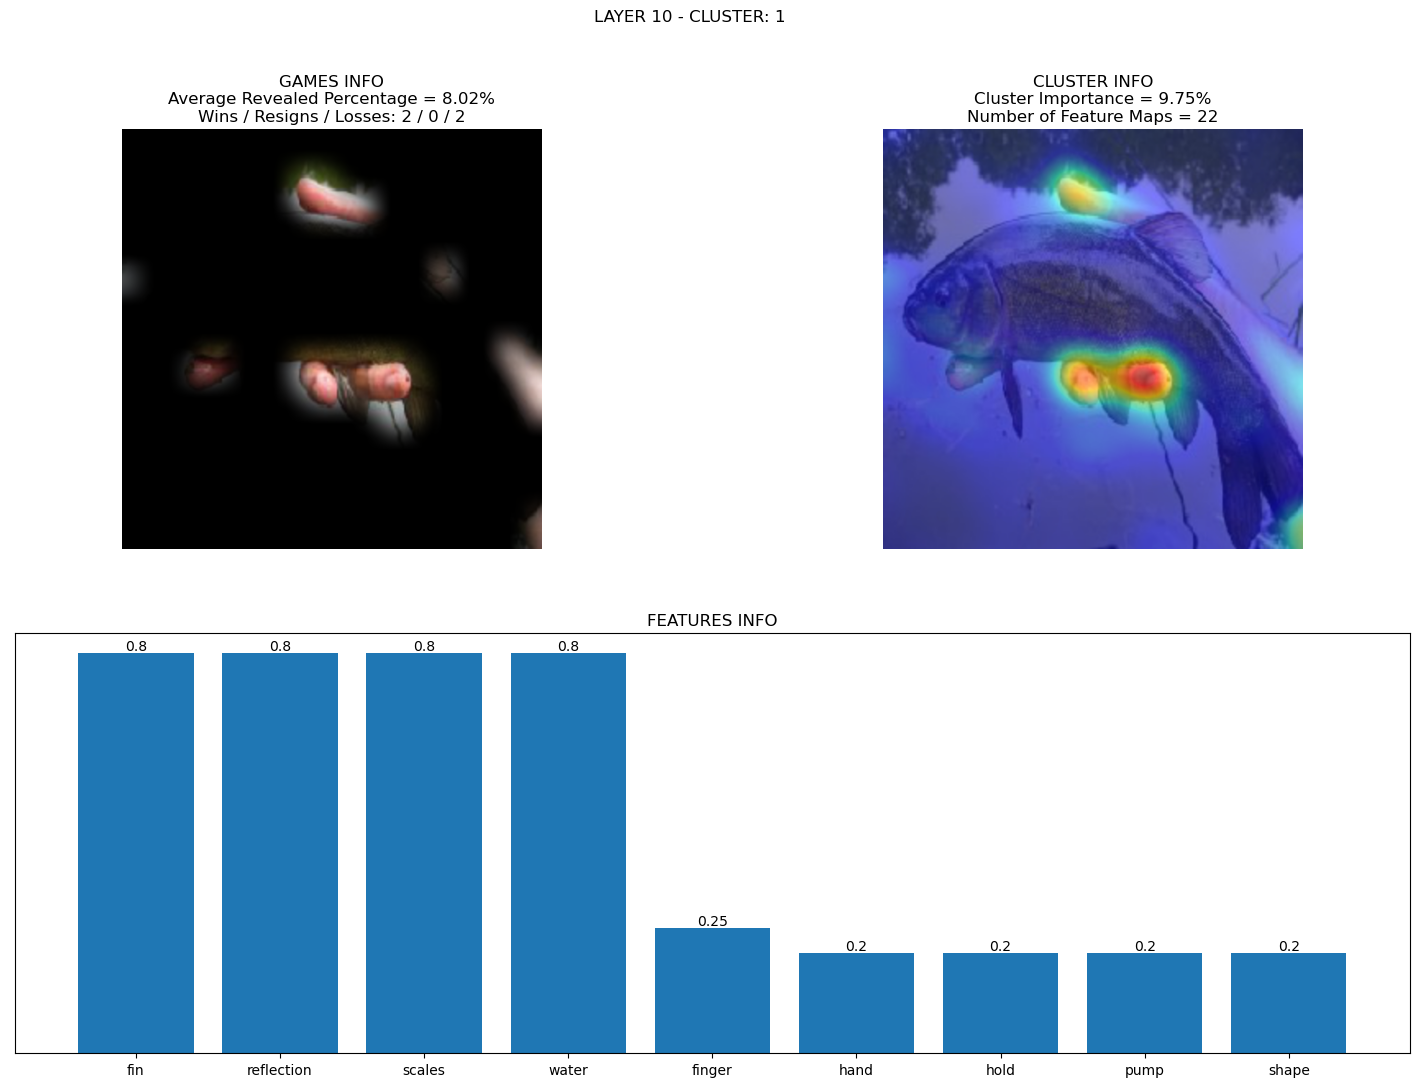 LAYER 10 - CLUSTER: 1
GAMES INFO
Average Revealed Percentage = 8.02%
Wins / Resigns / Losses: 2 / 0 / 2
CLUSTER INFO
Cluster Importance = 9.75%
Number of Feature Maps = 22
FEATURES INFO
0.8 0.8 0.8 0.8 0.25 0.2 0.2 0.2 0.2
fin reflection scales water finger hand hold pump shape